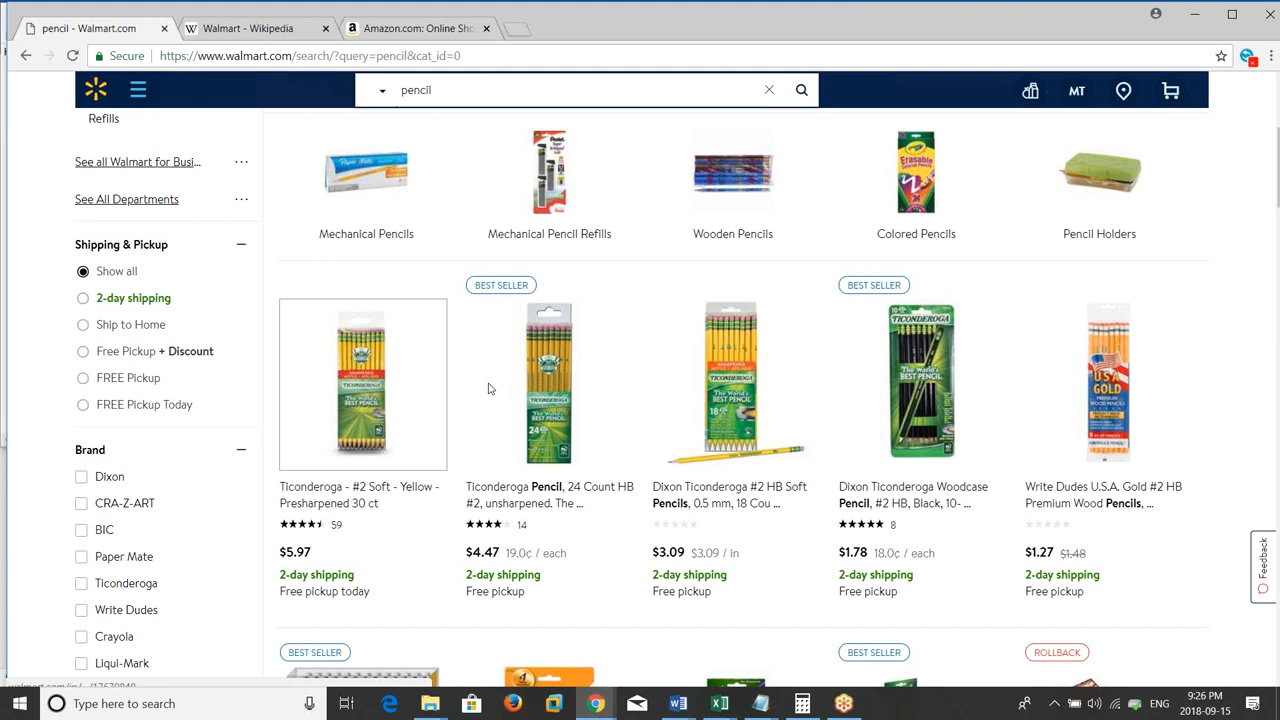 pencil - Walmart.com
Walmart - Wikipedia
Amazon.com: Online Sho
Secure
https://www.walmart.com/search/?query=pencil&cat_id=0
pencil
MT
Refills
See all Walmart for Busi...
See All Departments
Shipping & Pickup
Show all
2-day shipping
Ship to Home
Free Pickup + Discount
FREE Pickup
FREE Pickup Today
Brand
Dixon
CRA-Z-ART
BIC
Paper Mate
Ticonderoga
Write Dudes
Crayola
Liqui-Mark
Mechanical Pencils
Mechanical Pencil Refills
Wooden Pencils
Colored Pencils
Pencil Holders
BEST SELLER
BEST SELLER
Ticonderoga - #2 Soft - Yellow -
Presharpened 30 ct
59
$5.97
2-day shipping
Free pickup today
Ticonderoga Pencil, 24 Count HB
#2, unsharpened. The ...
14
$4.47 19.0¢ / each
2-day shipping
Free pickup
Dixon Ticonderoga #2 HB Soft
Pencils, 0.5 mm, 18 Cou ...
$3.09 $3.09 / in
2-day shipping
Free pickup
Dixon Ticonderoga Woodcase
Pencil, #2 HB, Black, 10- ...
8
$1.78 18.0¢ / each
2-day shipping
Free pickup
Write Dudes U.S.A. Gold #2 HB
Premium Wood Pencils, ...
$1.27 $1.48
2-day shipping
Free pickup
BEST SELLER
BEST SELLER
ROLLBACK
Feedback
Type here to search
ENG
9:26 PM
2018-09-15